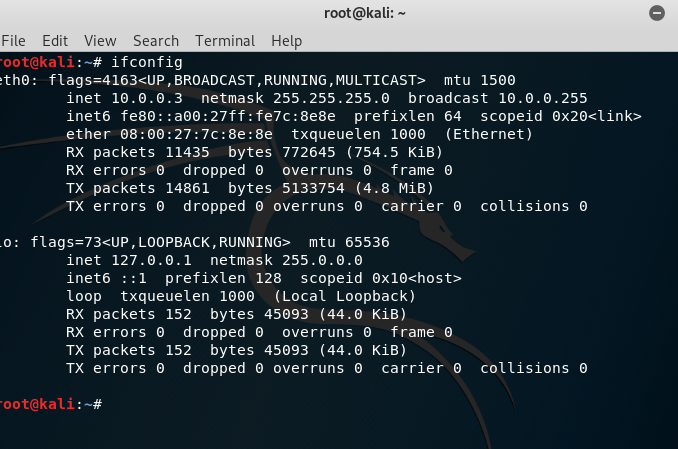 root@kali: ~
File Edit View Search Terminal Help
root@kali:~# ifconfig
eth0: flags=4163<UP,BROADCAST,RUNNING,MULTICAST>  mtu 1500
        inet 10.0.0.3  netmask 255.255.255.0  broadcast 10.0.0.255
        inet6 fe80::a00:27ff:fe7c:8e8e  prefixlen 64  scopeid 0x20<link>
        ether 08:00:27:7c:8e:8e  txqueuelen 1000  (Ethernet)
        RX packets 11435  bytes 772645 (754.5 KiB)
        RX errors 0  dropped 0  overruns 0  frame 0
        TX packets 14861  bytes 5133754 (4.8 MiB)
        TX errors 0  dropped 0 overruns 0  carrier 0  collisions 0
lo: flags=73<UP,LOOPBACK,RUNNING>  mtu 65536
        inet 127.0.0.1  netmask 255.0.0.0
        inet6 ::1  prefixlen 128  scopeid 0x10<host>
        loop  txqueuelen 1000  (Local Loopback)
        RX packets 152  bytes 45093 (44.0 KiB)
        RX errors 0  dropped 0  overruns 0  frame 0
        TX packets 152  bytes 45093 (44.0 KiB)
        TX errors 0  dropped 0 overruns 0  carrier 0  collisions 0
root@kali:~#